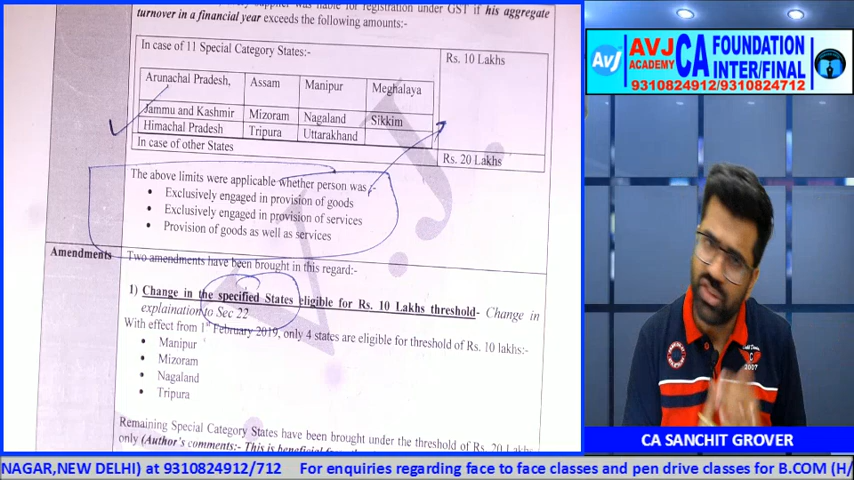 supplier was liable for registration under GST if his aggregate
turnover in a financial year exceeds the following amounts:-
In case of 11 Special Category States:-
Rs. 10 Lakhs
Arunachal Pradesh, Assam Manipur Meghalaya
Jammu and Kashmir Mizoram Nagaland Sikkim
Himachal Pradesh Tripura Uttarakhand
In case of other States
Rs. 20 Lakhs
The above limits were applicable whether person was:-
• Exclusively engaged in provision of goods
• Exclusively engaged in provision of services
• Provision of goods as well as services
Amendments
Two amendments have been brought in this regard:-
1) Change in the specified States eligible for Rs. 10 Lakhs threshold- Change in
explaination to Sec 22
With effect from 1st February 2019, only 4 states are eligible for threshold of Rs. 10 lakhs:-
• Manipur
• Mizoram
• Nagaland
• Tripura
Remaining Special Category States have been brought under the threshold of Rs. 20 Lakhs
only (Author's comments:- This is beneficial
AVJ
AVJ
ACADEMY
CA
FOUNDATION
INTER/FINAL
9310824912/9310824712
2007
CA SANCHIT GROVER
NAGAR,NEW DELHI) at 9310824912/712 For enquiries regarding face to face classes and pen drive classes for B.COM (H/